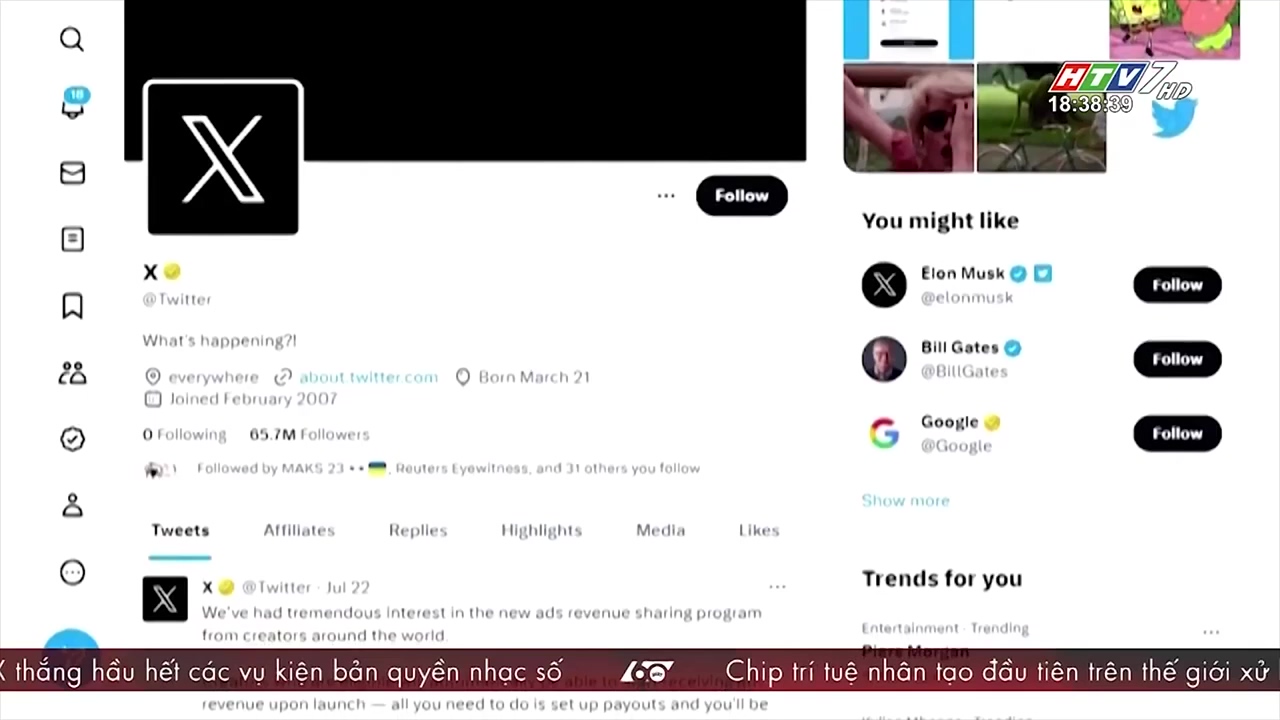 18
HTV7 HD
18:38:39
Follow
X
@Twitter
What's happening?!
everywhere about.twitter.com Born March 21
Joined February 2007
0 Following 65.7M Followers
Followed by MAKS 23, Reuters Eyewitness, and 31 others you follow
Tweets Affiliates Replies Highlights Media Likes
X @Twitter · Jul 22
We've had tremendous interest in the new ads revenue sharing program
from creators around the world.
revenue upon launch — all you need to do is set up payouts and you'll be
You might like
Elon Musk
@elonmusk
Follow
Bill Gates
@BillGates
Follow
Google
@Google
Follow
Show more
Trends for you
Entertainment · Trending
Piers Morgan
X thắng hầu hết các vụ kiện bản quyền nhạc số 60 giây Chip trí tuệ nhân tạo đầu tiên trên thế giới xử